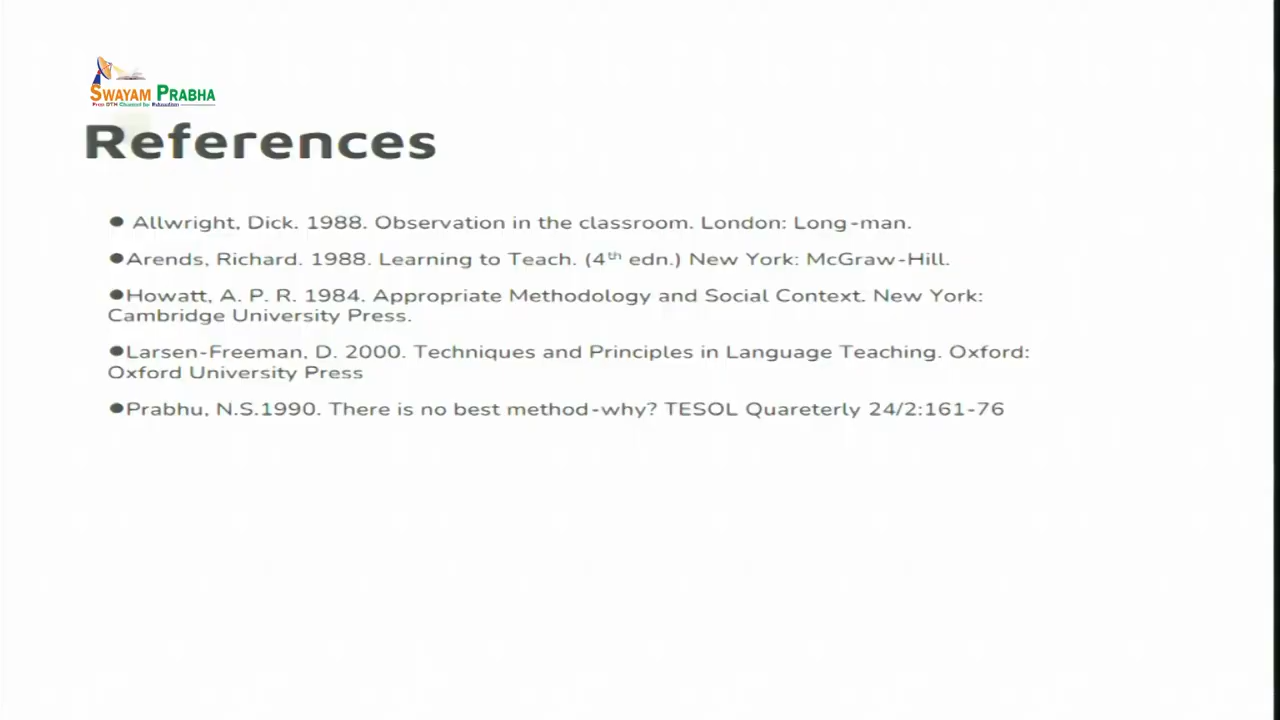 SWAYAM PRABHA
Free DTH Channel for Education
References
● Allwright, Dick. 1988. Observation in the classroom. London: Long-man.
●Arends, Richard. 1988. Learning to Teach. (4th edn.) New York: McGraw-Hill.
●Howatt, A. P. R. 1984. Appropriate Methodology and Social Context. New York:
Cambridge University Press.
●Larsen-Freeman, D. 2000. Techniques and Principles in Language Teaching. Oxford:
Oxford University Press
●Prabhu, N.S.1990. There is no best method-why? TESOL Quareterly 24/2:161-76